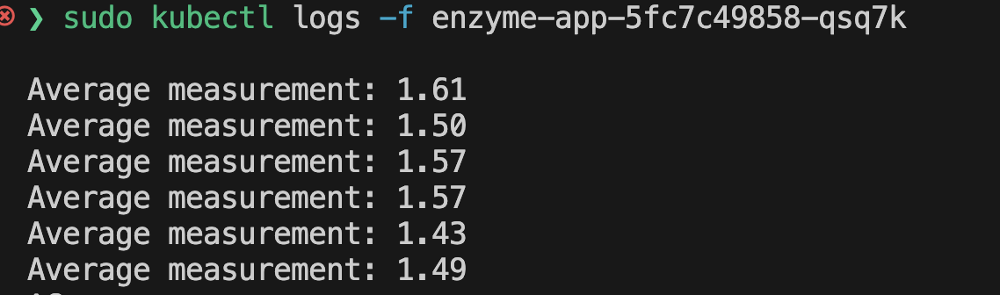 ❯ sudo kubectl logs -f enzyme-app-5fc7c49858-qsq7k
Average measurement: 1.61
Average measurement: 1.50
Average measurement: 1.57
Average measurement: 1.57
Average measurement: 1.43
Average measurement: 1.49